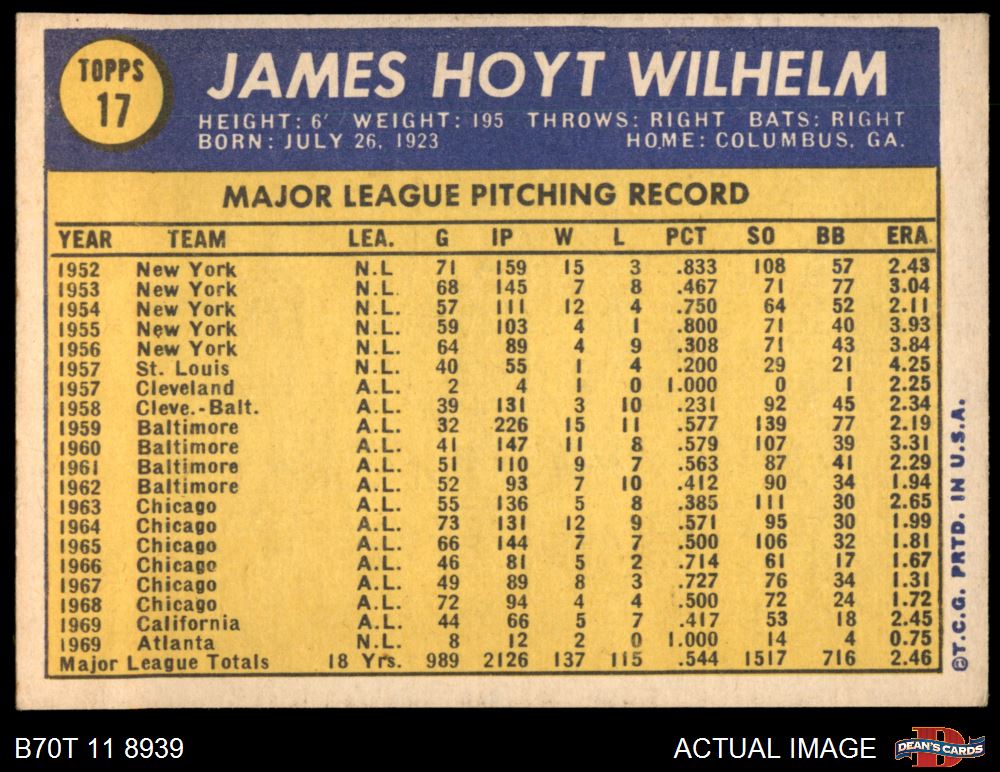 TOPPS
17
JAMES HOYT WILHELM
HEIGHT: 6' WEIGHT: 195 THROWS: RIGHT BATS: RIGHT
BORN: JULY 26, 1923 HOME: COLUMBUS, GA.
MAJOR LEAGUE PITCHING RECORD
YEAR TEAM LEA. G IP W L PCT SO BB ERA
1952 New York N.L 71 159 15 3 .833 108 57 2.43
1953 New York N.L. 68 145 7 8 .467 71 77 3.04
1954 New York N.L. 57 111 12 4 .750 64 52 2.11
1955 New York N.L. 59 103 4 1 .800 71 40 3.93
1956 New York N.L. 64 89 4 9 .308 71 43 3.84
1957 St. Louis N.L. 40 55 1 4 .200 29 21 4.25
1957 Cleveland A.L. 2 4 1 0 1.000 0 1 2.25
1958 Cleve.-Balt. A.L. 39 131 3 10 .231 92 45 2.34
1959 Baltimore A.L. 32 226 15 11 .577 139 77 2.19
1960 Baltimore A.L. 41 147 11 8 .579 107 39 3.31
1961 Baltimore A.L. 51 110 9 7 .563 87 41 2.29
1962 Baltimore A.L. 52 93 7 10 .412 90 34 1.94
1963 Chicago A.L. 55 136 5 8 .385 111 30 2.65
1964 Chicago A.L. 73 131 12 9 .571 95 30 1.99
1965 Chicago A.L. 66 144 7 7 .500 106 32 1.81
1966 Chicago A.L. 46 81 5 2 .714 61 17 1.67
1967 Chicago A.L. 49 89 8 3 .727 76 34 1.31
1968 Chicago A.L. 72 94 4 4 .500 72 24 1.72
1969 California A.L. 44 66 5 7 .417 53 18 2.45
1969 Atlanta N.L. 8 12 2 0 1.000 14 4 0.75
Major League Totals 18 Yrs. 989 2126 137 115 .544 1517 716 2.46
©T.C.G. PRTD. IN U.S.A.
B70T 11 8939
ACTUAL IMAGE
D
DEAN'S CARDS